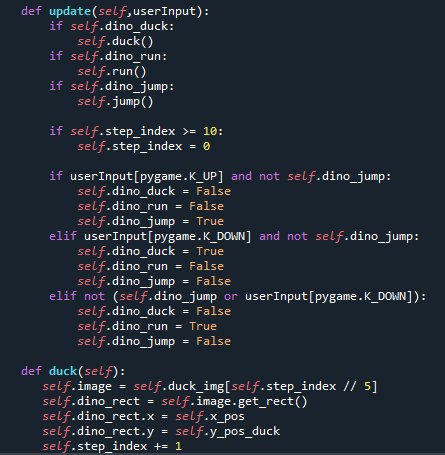 def update(self,userInput):
    if self.dino_duck:
        self.duck()
    if self.dino_run:
        self.run()
    if self.dino_jump:
        self.jump()

    if self.step_index >= 10:
        self.step_index = 0

    if userInput[pygame.K_UP] and not self.dino_jump:
        self.dino_duck = False
        self.dino_run = False
        self.dino_jump = True
    elif userInput[pygame.K_DOWN] and not self.dino_jump:
        self.dino_duck = True
        self.dino_run = False
        self.dino_jump = False
    elif not (self.dino_jump or userInput[pygame.K_DOWN]):
        self.dino_duck = False
        self.dino_run = True
        self.dino_jump = False

def duck(self):
   self.image = self.duck_img[self.step_index // 5]
   self.dino_rect = self.image.get_rect()
   self.dino_rect.x = self.x_pos
   self.dino_rect.y = self.y_pos_duck
   self.step_index += 1